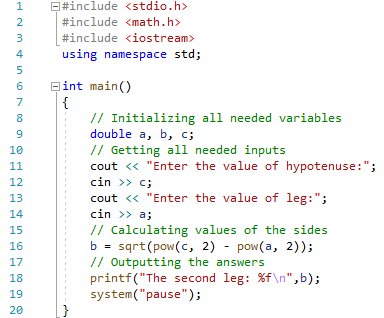 1 #include <stdio.h>
2 #include <math.h>
3 #include <iostream>
4 using namespace std;
5
6 int main()
7 {
8 // Initializing all needed variables
9 double a, b, c;
10 // Getting all needed inputs
11 cout << "Enter the value of hypotenuse:";
12 cin >> c;
13 cout << "Enter the value of leg:";
14 cin >> a;
15 // Calculating values of the sides
16 b = sqrt(pow(c, 2) - pow(a, 2));
17 // Outputting the answers
18 printf("The second leg: %f\n",b);
19 system("pause");
20 }